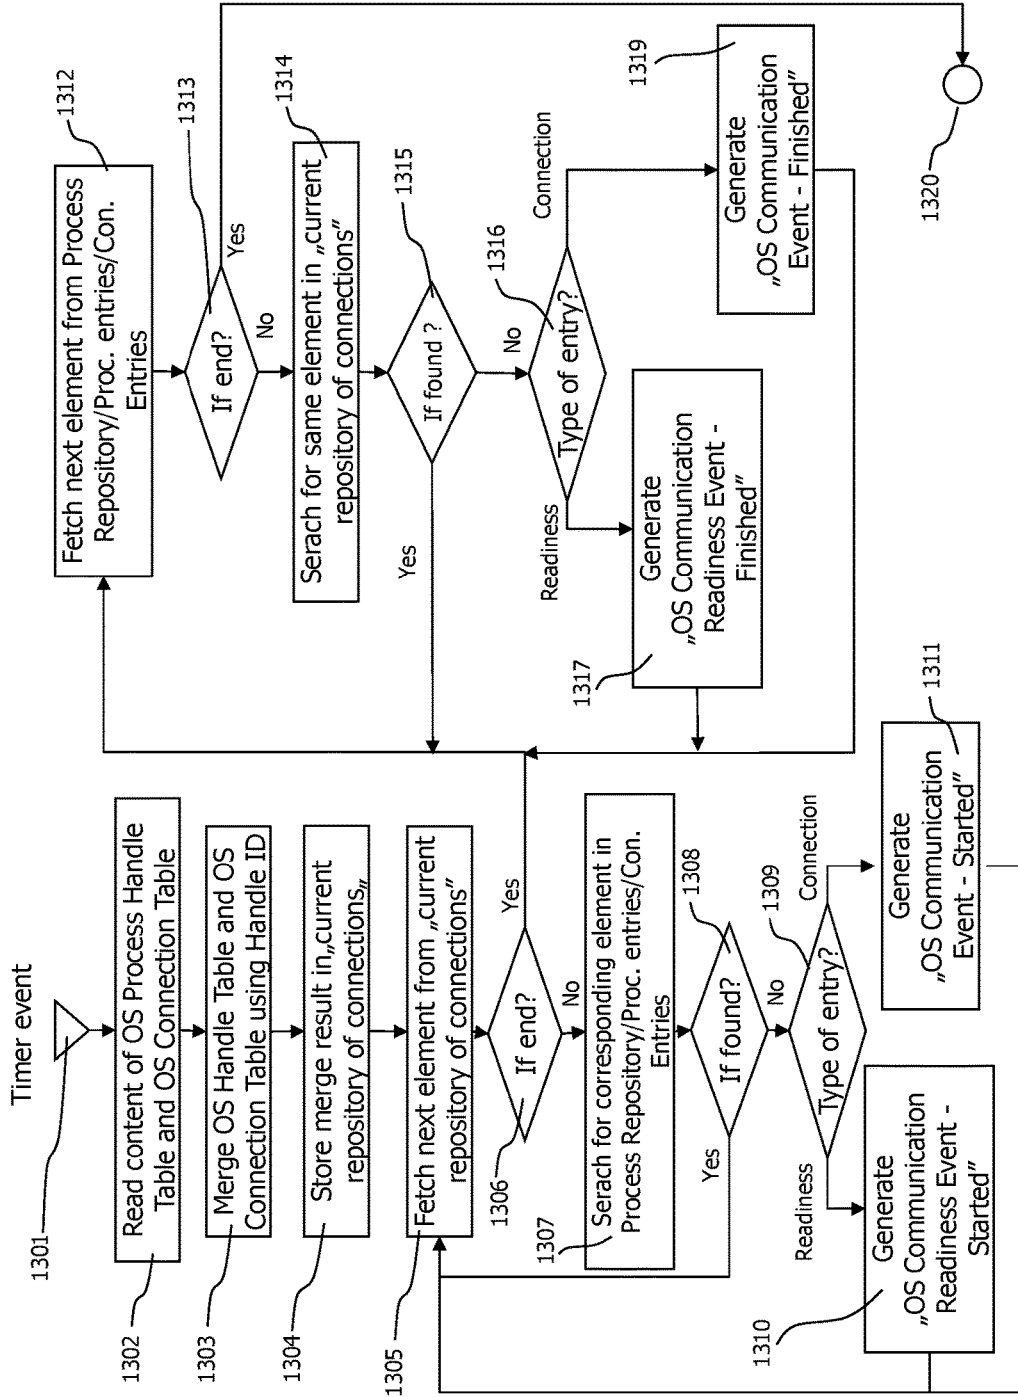 Timer event
1301
Read content of OS Process Handle
Table and OS Connection Table
1302
Merge OS Handle Table and OS
Connection Table using Handle ID
1303
Store merge result in„current
repository of connections„
1304
Fetch next element from „current
repository of connections”
1305
If end?
1306
Yes
No
Serach for corresponding element in
Process Repository/Proc. entries/Con.
Entries
1307
If found?
1308
Yes
No
Type of entry?
1309
Readiness
Connection
Generate
„OS Communication
Readiness Event -
Started”
1310
Generate
„OS Communication
Event - Started”
1311
Fetch next element from Process
Repository/Proc. entries/Con.
Entries
1312
If end?
1313
Yes
No
Serach for same element in „current
repository of connections”
1314
If found ?
1315
Yes
No
Type of entry?
1316
Readiness
Connection
Generate
„OS Communication
Readiness Event -
Finished”
1317
Generate
„OS Communication
Event - Finished”
1319
1320